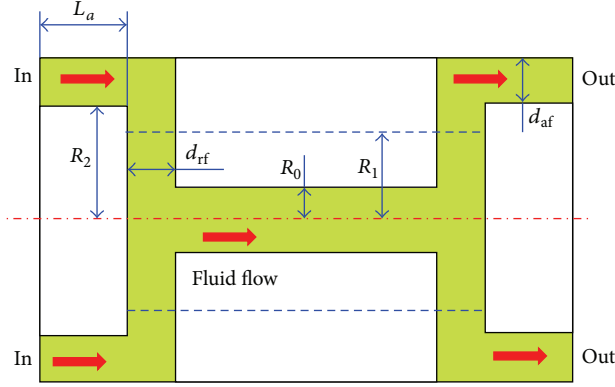 L_a
In
Out
d_af
R_2
d_rf
R_0
R_1
Fluid flow
In
Out